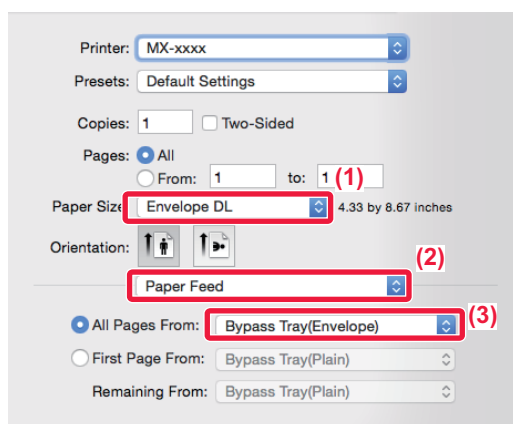 Printer: MX-xxxx
Presets: Default Settings
Copies: 1 Two-Sided
Pages: All
From: 1 to: 1 (1)
Paper Size: Envelope DL 4.33 by 8.67 inches
Orientation:
(2)
Paper Feed
All Pages From: Bypass Tray(Envelope) (3)
First Page From: Bypass Tray(Plain)
Remaining From: Bypass Tray(Plain)